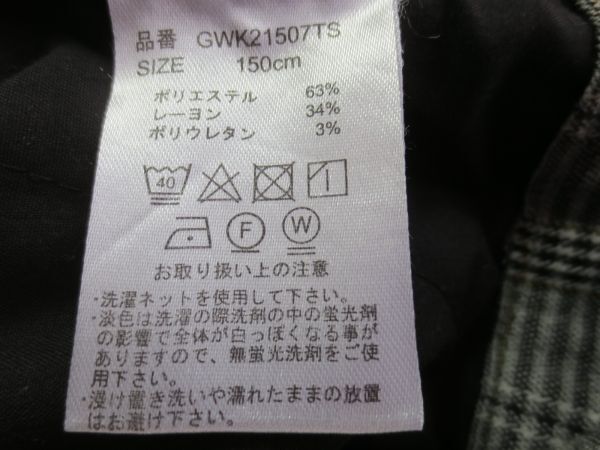 品番 GWK21507TS
SIZE 150cm
ポリエステル 63%
レーヨン 34%
ポリウレタン 3%
40
F W
お取り扱い上の注意
・洗濯ネットを使用して下さい。
・淡色は洗濯の際洗剤の中の蛍光剤
の影響で全体が白っぽくなる事が
ありますので、無蛍光洗剤をご使
用下さい。
・浸け置き洗いや濡れたままの放置
はお避け下さい。